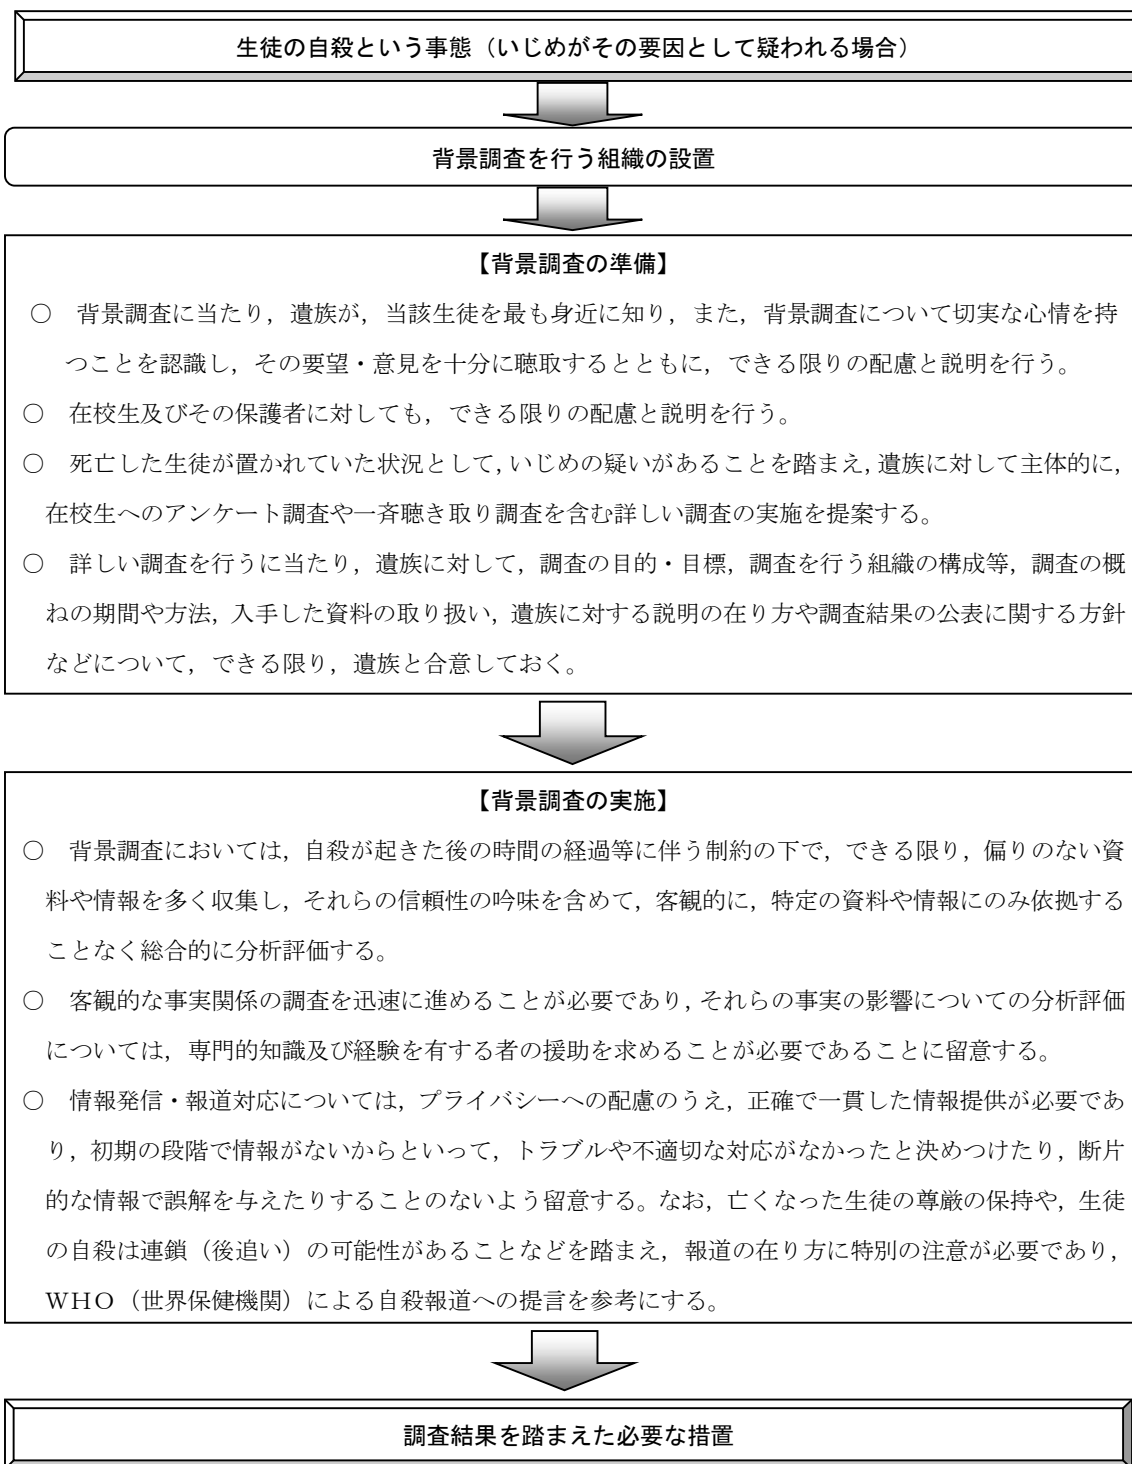 生徒の自殺という事態（いじめがその要因として疑われる場合）
背景調査を行う組織の設置
【背景調査の準備】
○　背景調査に当たり，遺族が，当該生徒を最も身近に知り，また，背景調査について切実な心情を持
つことを認識し，その要望・意見を十分に聴取するとともに，できる限りの配慮と説明を行う。
○　在校生及びその保護者に対しても，できる限りの配慮と説明を行う。
○　死亡した生徒が置かれていた状況として，いじめの疑いがあることを踏まえ，遺族に対して主体的に，
在校生へのアンケート調査や一斉聴き取り調査を含む詳しい調査の実施を提案する。
○　詳しい調査を行うに当たり，遺族に対して，調査の目的・目標，調査を行う組織の構成等，調査の概
ねの期間や方法，入手した資料の取り扱い，遺族に対する説明の在り方や調査結果の公表に関する方針
などについて，できる限り，遺族と合意しておく。
【背景調査の実施】
○　背景調査においては，自殺が起きた後の時間の経過等に伴う制約の下で，できる限り，偏りのない資
料や情報を多く収集し，それらの信頼性の吟味を含めて，客観的に，特定の資料や情報にのみ依拠する
ことなく総合的に分析評価する。
○　客観的な事実関係の調査を迅速に進めることが必要であり，それらの事実の影響についての分析評価
については，専門的知識及び経験を有する者の援助を求めることが必要であることに留意する。
○　情報発信・報道対応については，プライバシーへの配慮のうえ，正確で一貫した情報提供が必要であ
り，初期の段階で情報がないからといって，トラブルや不適切な対応がなかったと決めつけたり，断片
的な情報で誤解を与えたりすることのないよう留意する。なお，亡くなった生徒の尊厳の保持や，生徒
の自殺は連鎖（後追い）の可能性があることなどを踏まえ，報道の在り方に特別の注意が必要であり，
ＷＨＯ（世界保健機関）による自殺報道への提言を参考にする。
調査結果を踏まえた必要な措置